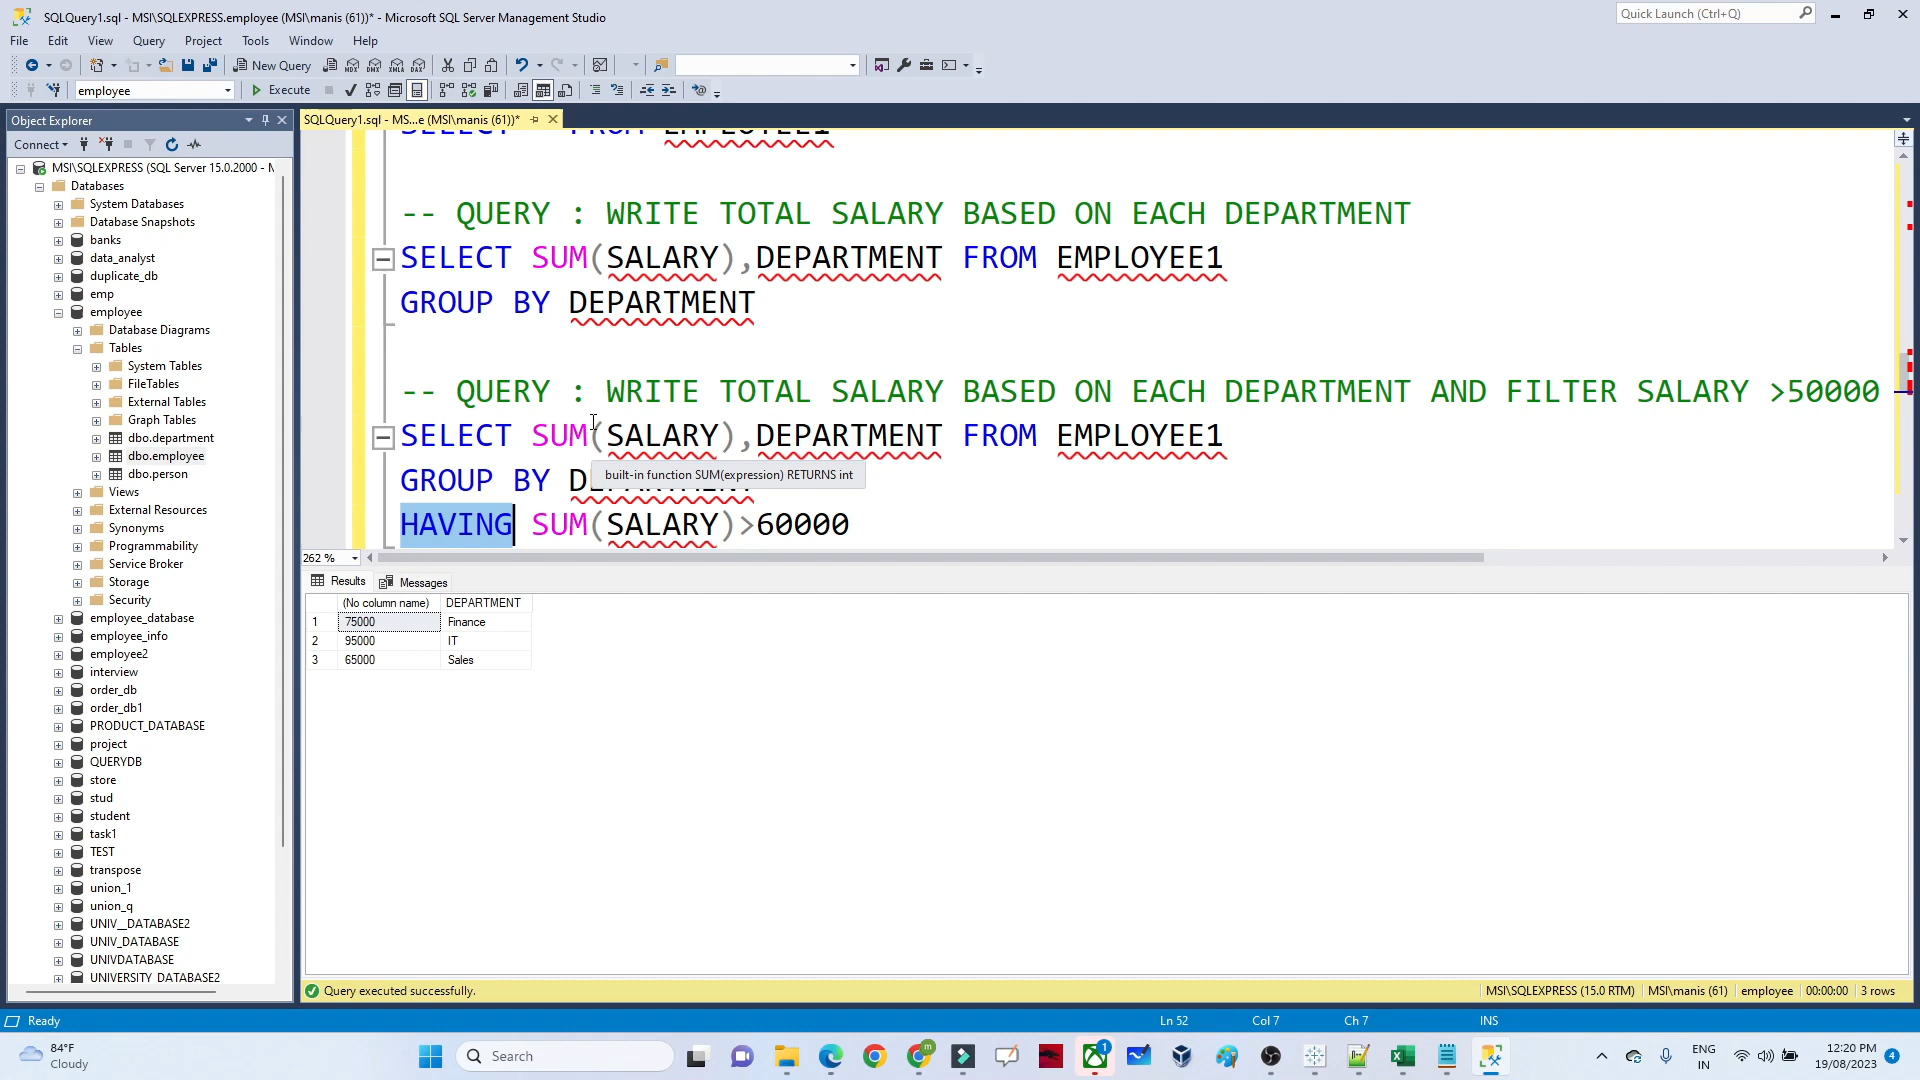 SQLQuery1.sql - MSI\SQLEXPRESS.employee (MSI\manis (61))* - Microsoft SQL Server Management Studio
Quick Launch (Ctrl+Q)
File Edit View Query Project Tools Window Help
New Query
employee
Execute
Object Explorer
SQLQuery1.sql - MS...e (MSI\manis (61))*
Connect
MSI\SQLEXPRESS (SQL Server 15.0.2000 - M
Databases
System Databases
Database Snapshots
banks
data_analyst
duplicate_db
emp
employee
Database Diagrams
Tables
System Tables
FileTables
External Tables
Graph Tables
dbo.department
dbo.employee
dbo.person
Views
External Resources
Synonyms
Programmability
Service Broker
Storage
Security
employee_database
employee_info
employee2
interview
order_db
order_db1
PRODUCT_DATABASE
project
QUERYDB
store
stud
student
task1
TEST
transpose
union_1
union_q
UNIV__DATABASE2
UNIV_DATABASE
UNIVDATABASE
UNIVERSITY_DATABASE2
SELECT * FROM EMPLOYEE1
-- QUERY : WRITE TOTAL SALARY BASED ON EACH DEPARTMENT
SELECT SUM(SALARY),DEPARTMENT FROM EMPLOYEE1
GROUP BY DEPARTMENT
-- QUERY : WRITE TOTAL SALARY BASED ON EACH DEPARTMENT AND FILTER SALARY >50000
SELECT SUM(SALARY),DEPARTMENT FROM EMPLOYEE1
GROUP BY D
built-in function SUM(expression) RETURNS int
HAVING SUM(SALARY)>60000
262 %
Results Messages
(No column name) DEPARTMENT
1 75000 Finance
2 95000 IT
3 65000 Sales
Query executed successfully.
MSI\SQLEXPRESS (15.0 RTM) MSI\manis (61) employee 00:00:00 3 rows
Ready
Ln 52 Col 7 Ch 7 INS
84°F
Cloudy
Search
m
1
ENG
IN
12:20 PM
19/08/2023
4